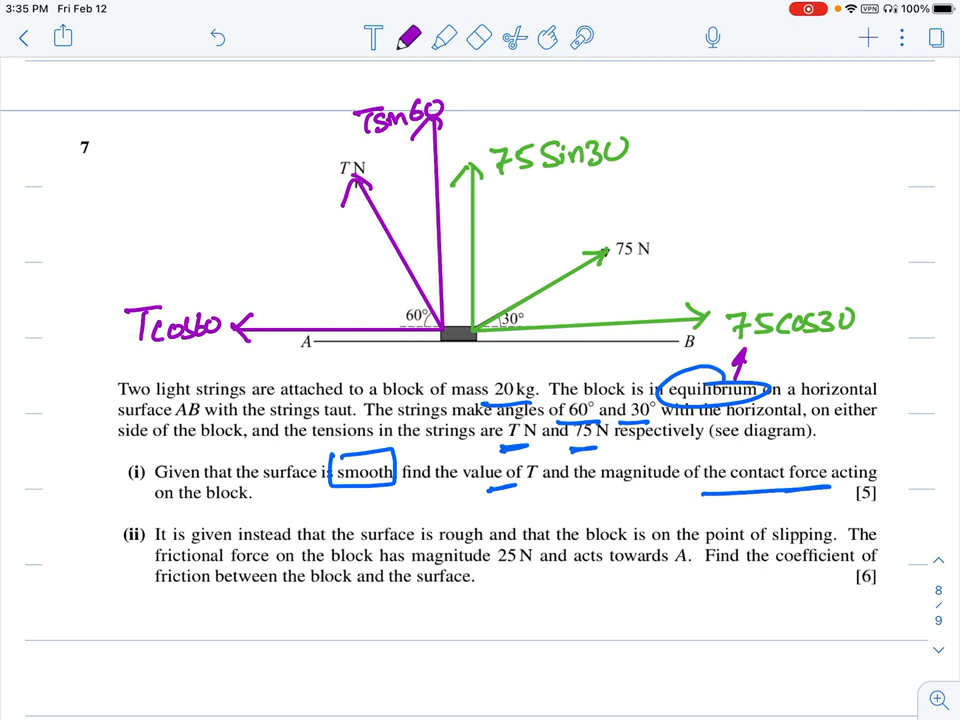 3:35 PM Fri Feb 12
VPN 100%
7
Tsin60
75 Sin30
T N
75 N
Tcos60
60°
30°
75cos30
A
B
Two light strings are attached to a block of mass 20 kg. The block is in equilibrium on a horizontal
surface AB with the strings taut. The strings make angles of 60° and 30° with the horizontal, on either
side of the block, and the tensions in the strings are T N and 75 N respectively (see diagram).
(i) Given that the surface is smooth find the value of T and the magnitude of the contact force acting
on the block. [5]
(ii) It is given instead that the surface is rough and that the block is on the point of slipping. The
frictional force on the block has magnitude 25 N and acts towards A. Find the coefficient of
friction between the block and the surface. [6]
8
/
9